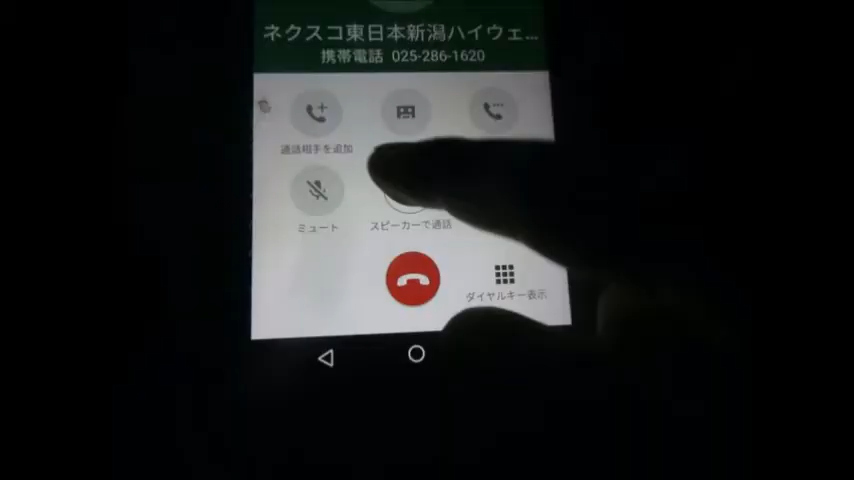 ネクスコ東日本新潟ハイウェ…
携帯電話 025-286-1620
通話相手を追加
ミュート
スピーカーで通話
ダイヤルキー表示